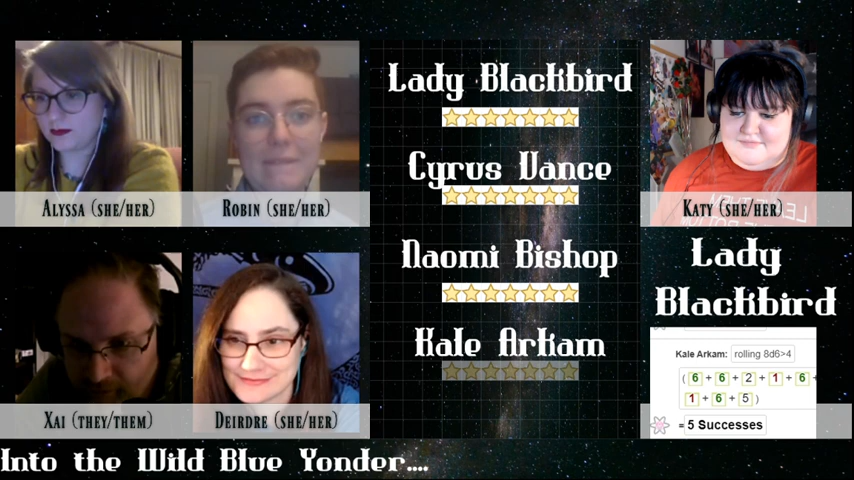 Lady Blackbird
Cyrus Vance
Naomi Bishop
Kale Arkam
ALYSSA (SHE/HER)
ROBIN (SHE/HER)
KATY (SHE/HER)
XAI (THEY/THEM)
DEIRDRE (SHE/HER)
Lady
Blackbird
Kale Arkam: rolling 8d6>4
( 6 + 6 + 2 + 1 + 6 +
1 + 6 + 5 )
= 5 Successes
Into the Wild Blue Yonder....